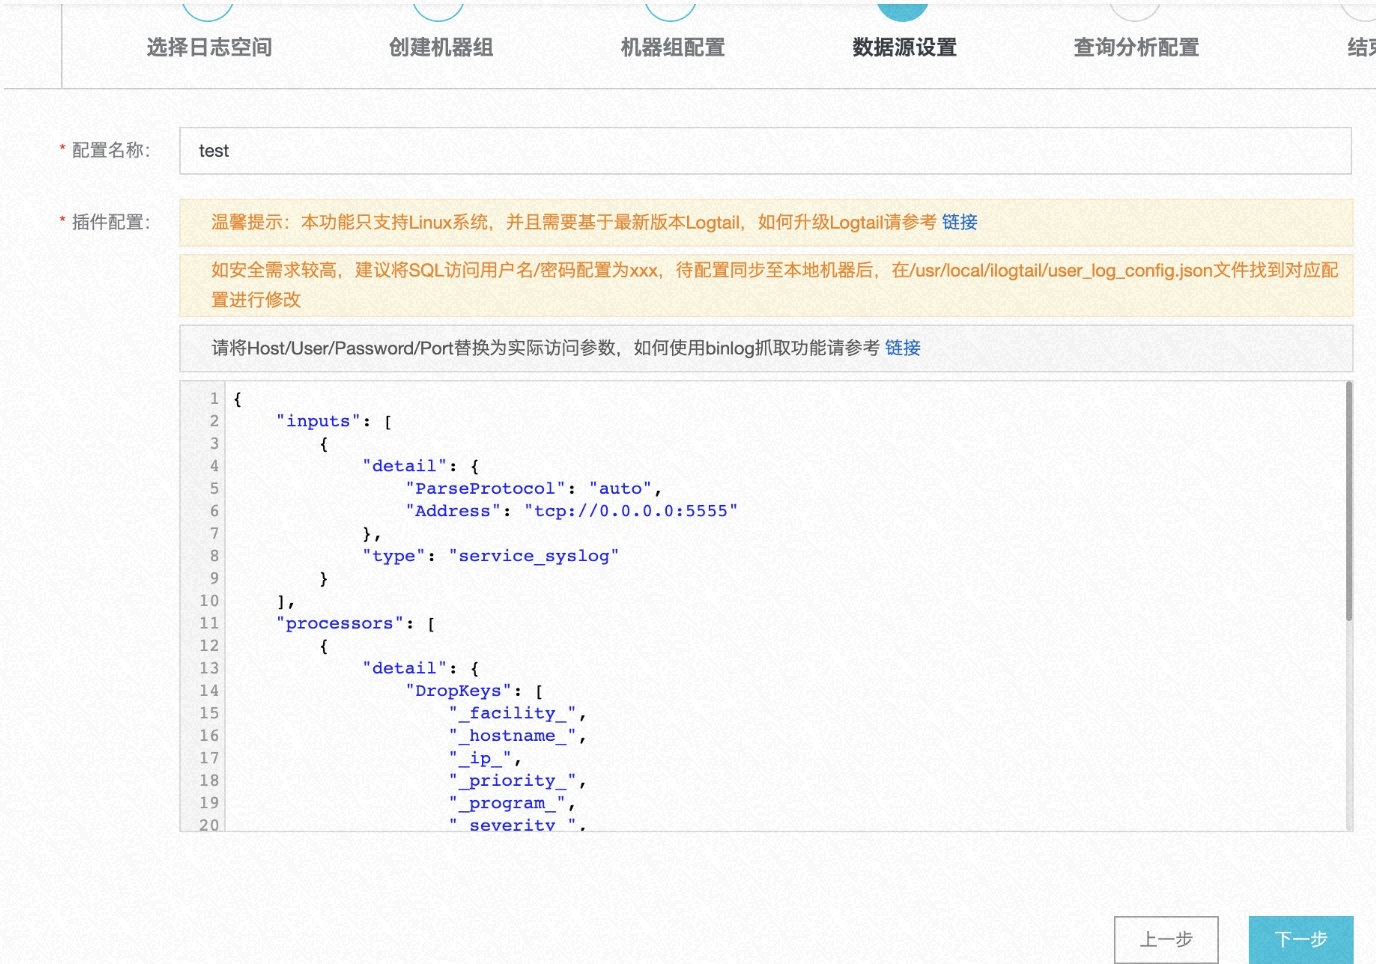 选择日志空间 创建机器组 机器组配置 数据源设置 查询分析配置 结束
* 配置名称： test
* 插件配置： 温馨提示：本功能只支持Linux系统，并且需要基于最新版本Logtail，如何升级Logtail请参考 链接
如安全需求较高，建议将SQL访问用户名/密码配置为xxx，待配置同步至本地机器后，在/usr/local/ilogtail/user_log_config.json文件找到对应配
置进行修改
请将Host/User/Password/Port替换为实际访问参数，如何使用binlog抓取功能请参考 链接
1 {
2 "inputs": [
3 {
4 "detail": {
5 "ParseProtocol": "auto",
6 "Address": "tcp://0.0.0.0:5555"
7 },
8 "type": "service_syslog"
9 }
10 ],
11 "processors": [
12 {
13 "detail": {
14 "DropKeys": [
15 "_facility_",
16 "_hostname_",
17 "_ip_",
18 "_priority_",
19 "_program_",
20 "_severity_",
上一步 下一步